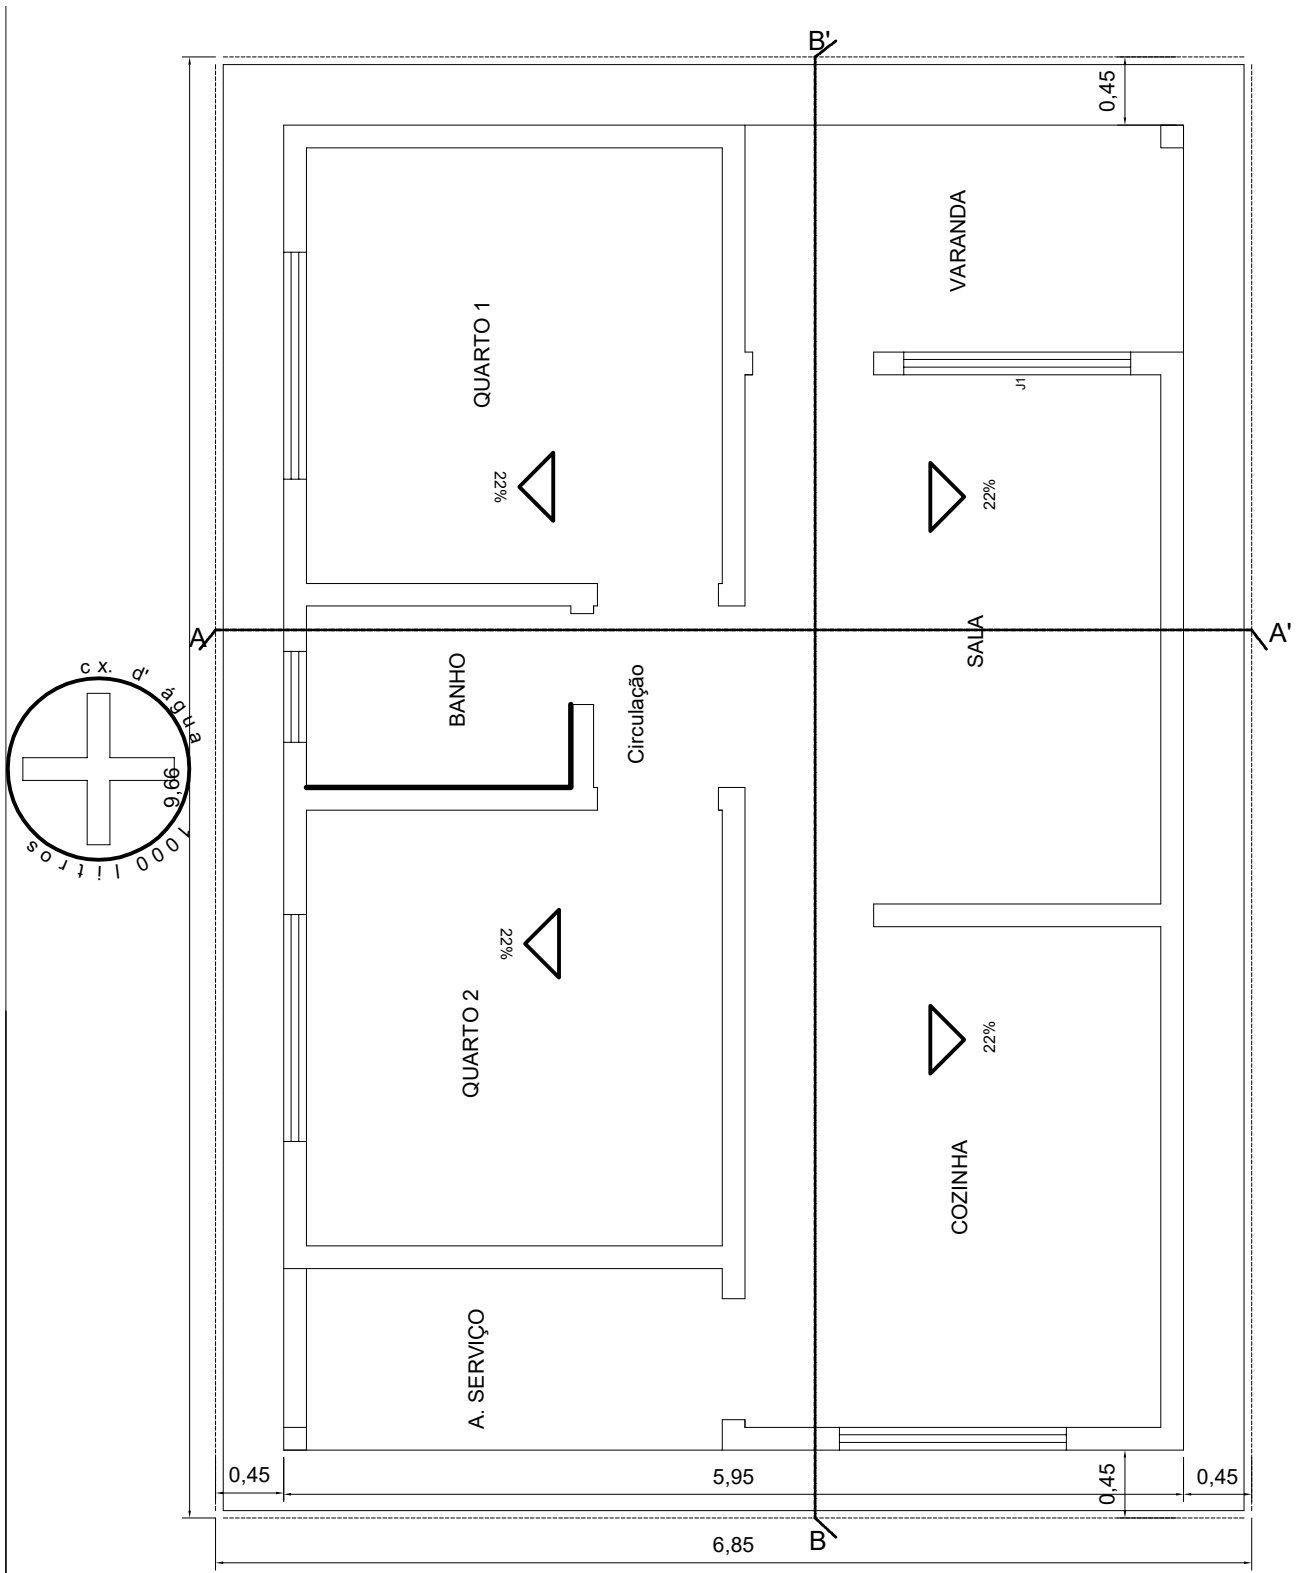 B'
0,45
VARANDA
QUARTO 1
J1
22%
22%
A
A'
SALA
BANHO
Circulação
cx. d' água
9,66
1000 litros
22%
QUARTO 2
22%
COZINHA
A. SERVIÇO
0,45
5,95
0,45
0,45
B
6,85